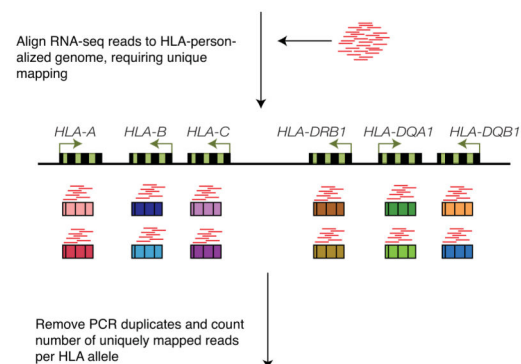 Align RNA-seq reads to HLA-person-
alized genome, requiring unique
mapping
HLA-A HLA-B HLA-C HLA-DRB1 HLA-DQA1 HLA-DQB1
Remove PCR duplicates and count
number of uniquely mapped reads
per HLA allele